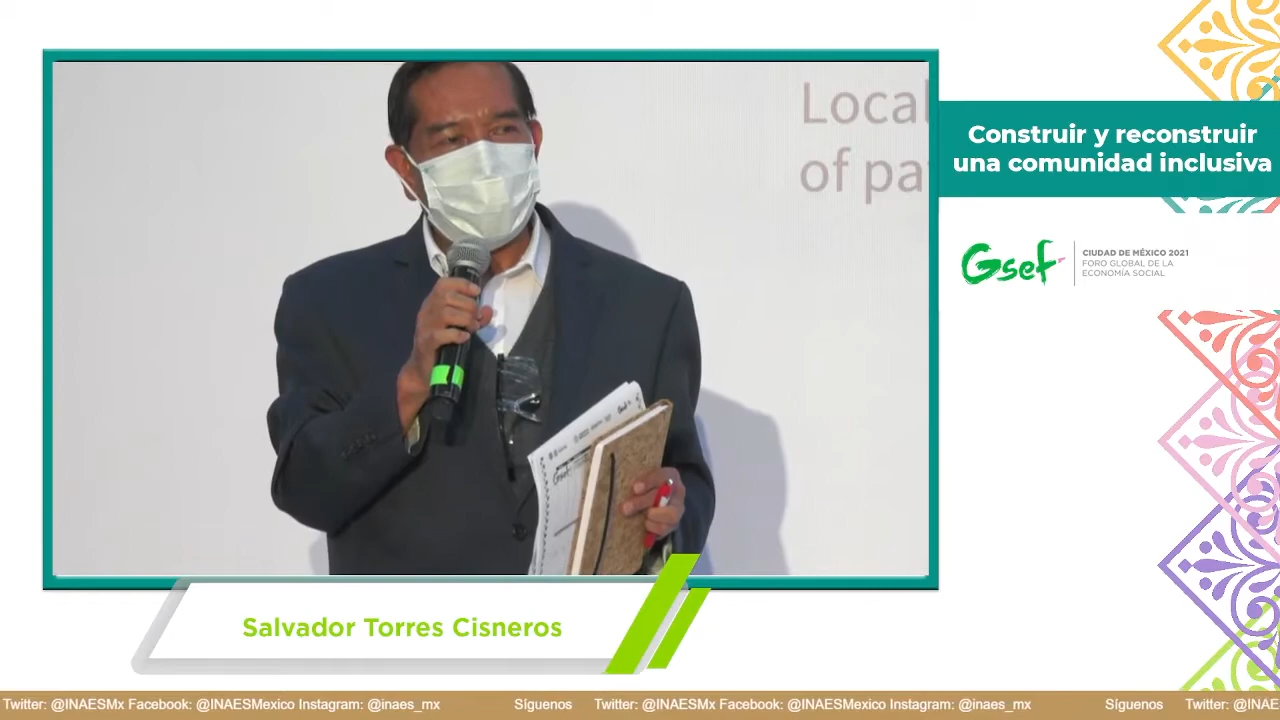 Local
of pa
Construir y reconstruir
una comunidad inclusiva
Gsef
CIUDAD DE MÉXICO 2021
FORO GLOBAL DE LA
ECONOMÍA SOCIAL
Gsef
Gsef
Salvador Torres Cisneros
Twitter: @INAESMx Facebook: @INAESMexico Instagram: @inaes_mx Síguenos Twitter: @INAESMx Facebook: @INAESMexico Instagram: @inaes_mx Síguenos Twitter: @INAE